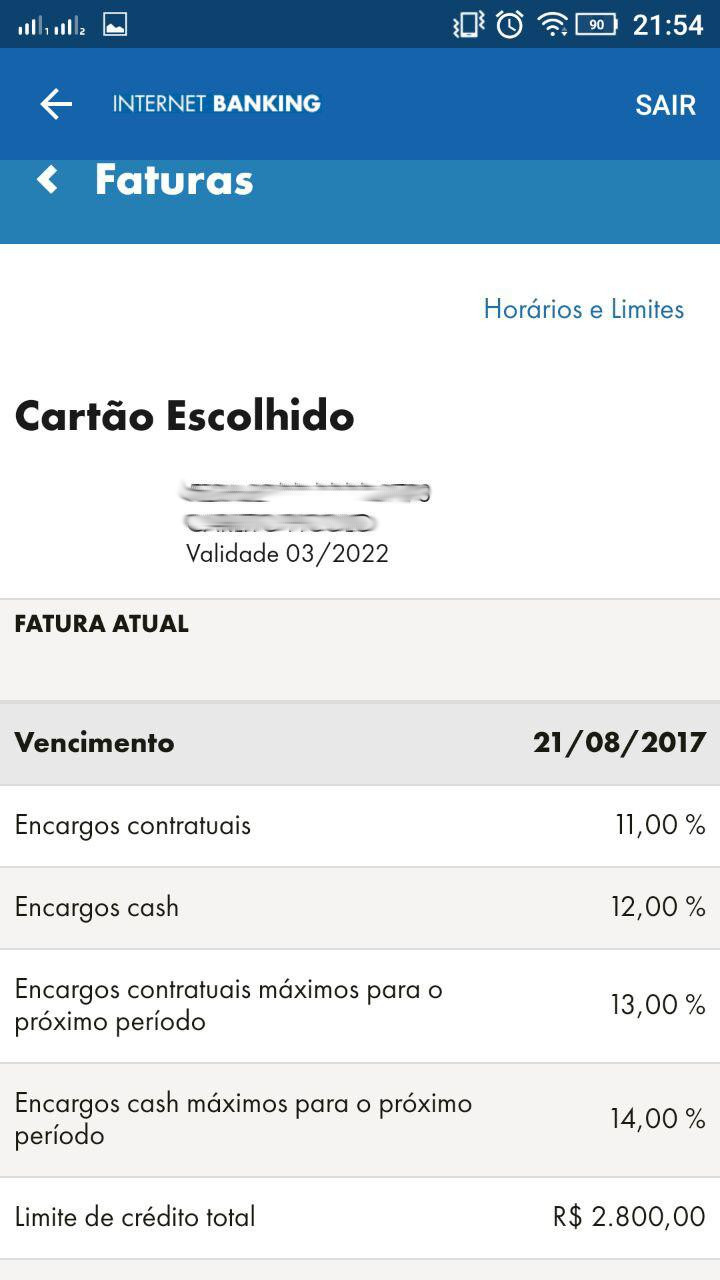 1 2 90 21:54
INTERNET BANKING SAIR
Faturas
Horários e Limites
Cartão Escolhido
Validade 03/2022
FATURA ATUAL
Vencimento 21/08/2017
Encargos contratuais 11,00 %
Encargos cash 12,00 %
Encargos contratuais máximos para o
próximo período 13,00 %
Encargos cash máximos para o próximo
período 14,00 %
Limite de crédito total R$ 2.800,00